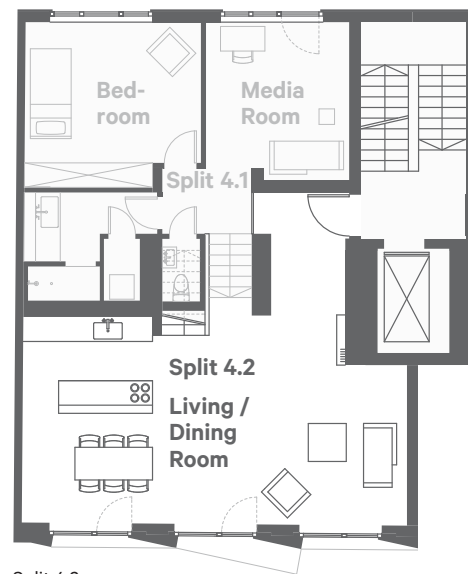 Bed-
room
Media
Room
Split 4.1
Split 4.2
Living /
Dining
Room